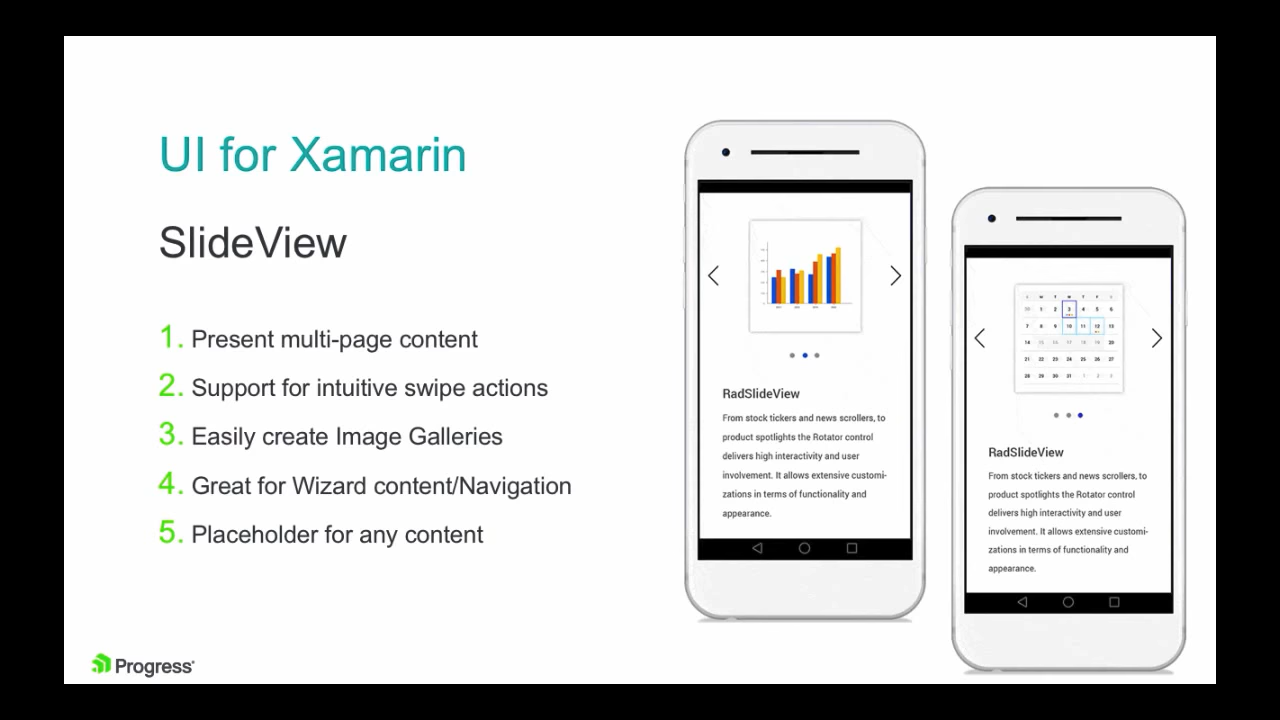 UI for Xamarin
SlideView
1. Present multi-page content
2. Support for intuitive swipe actions
3. Easily create Image Galleries
4. Great for Wizard content/Navigation
5. Placeholder for any content
RadSlideView
From stock tickers and news scrollers, to
product spotlights the Rotator control
delivers high interactivity and user
involvement. It allows extensive customi-
zations in terms of functionality and
appearance.
RadSlideView
From stock tickers and news scrollers, to
product spotlights the Rotator control
delivers high interactivity and user
involvement. It allows extensive customi-
zations in terms of functionality and
appearance.
Progress